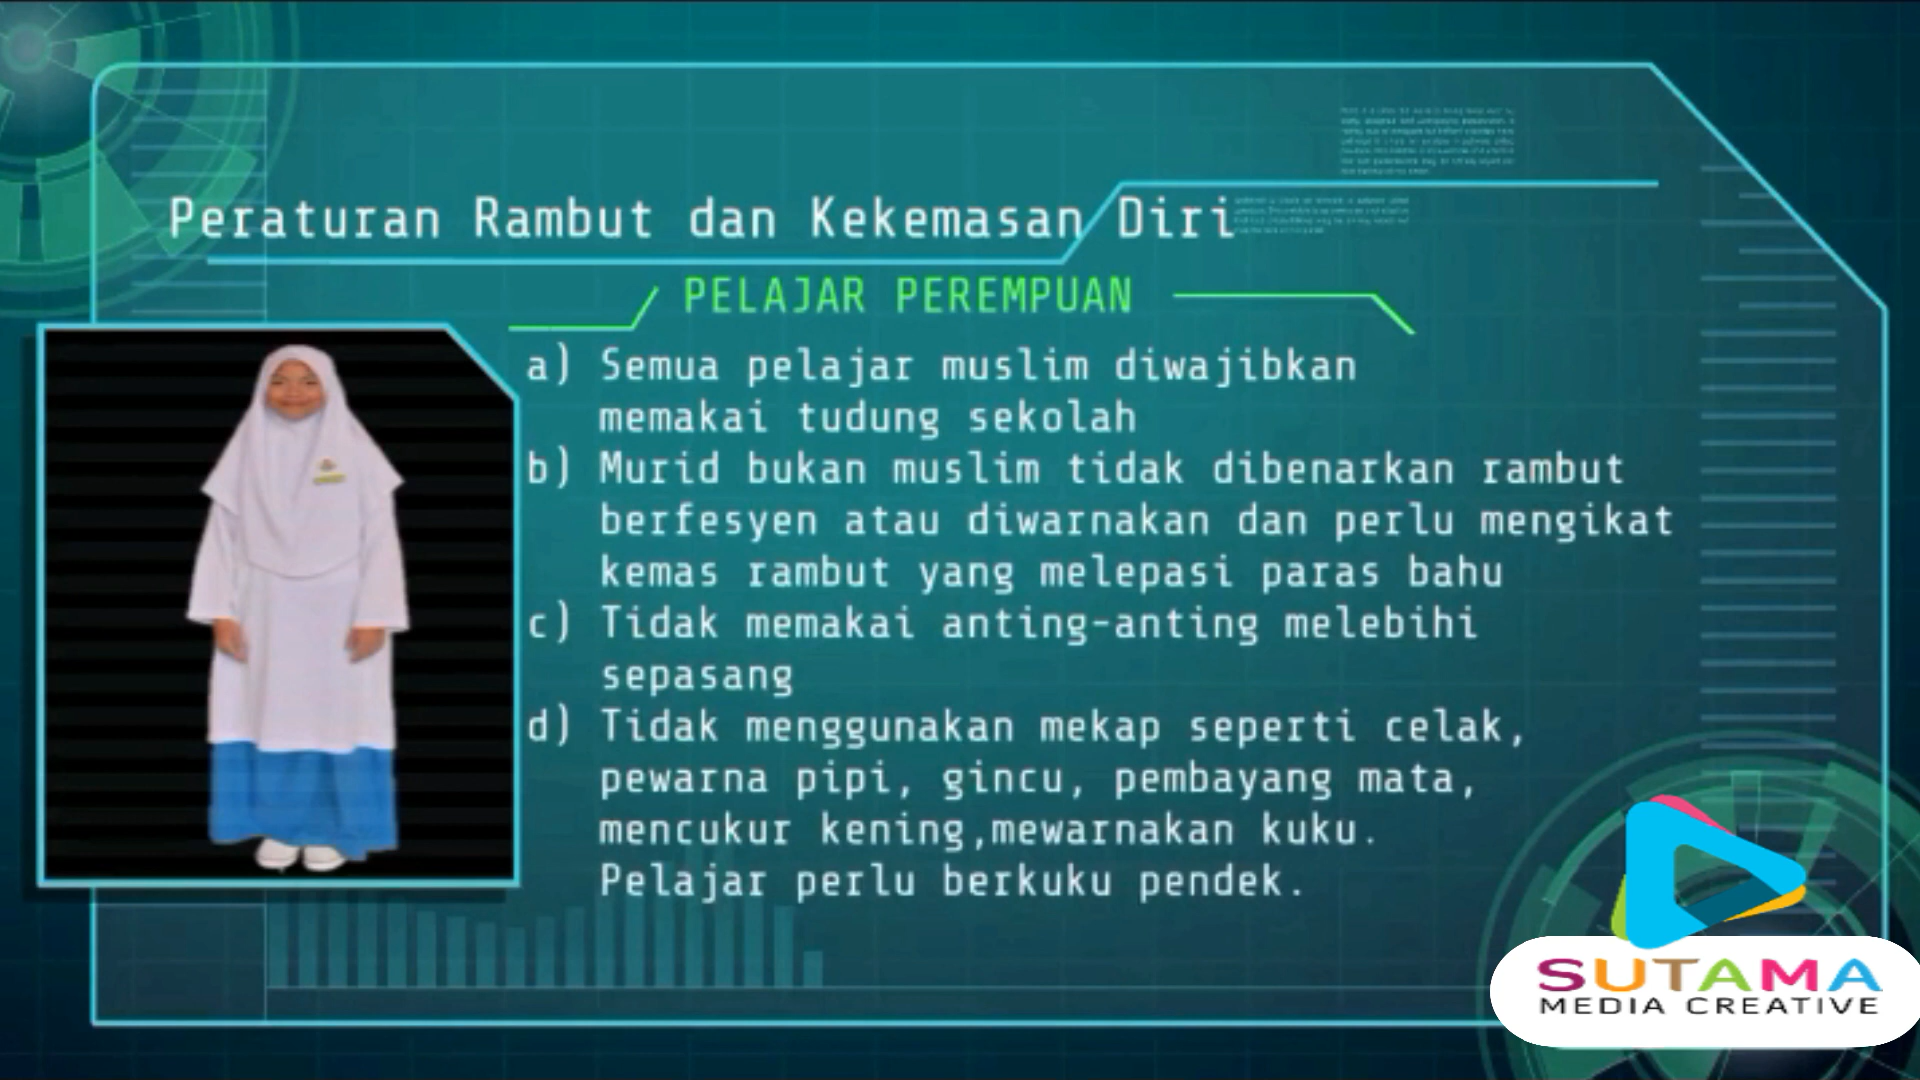 Peraturan Rambut dan Kekemasan Diri
PELAJAR PEREMPUAN
a) Semua pelajar muslim diwajibkan
memakai tudung sekolah
b) Murid bukan muslim tidak dibenarkan rambut
berfesyen atau diwarnakan dan perlu mengikat
kemas rambut yang melepasi paras bahu
c) Tidak memakai anting-anting melebihi
sepasang
d) Tidak menggunakan mekap seperti celak,
pewarna pipi, gincu, pembayang mata,
mencukur kening,mewarnakan kuku.
Pelajar perlu berkuku pendek.
SUTAMA
MEDIA CREATIVE